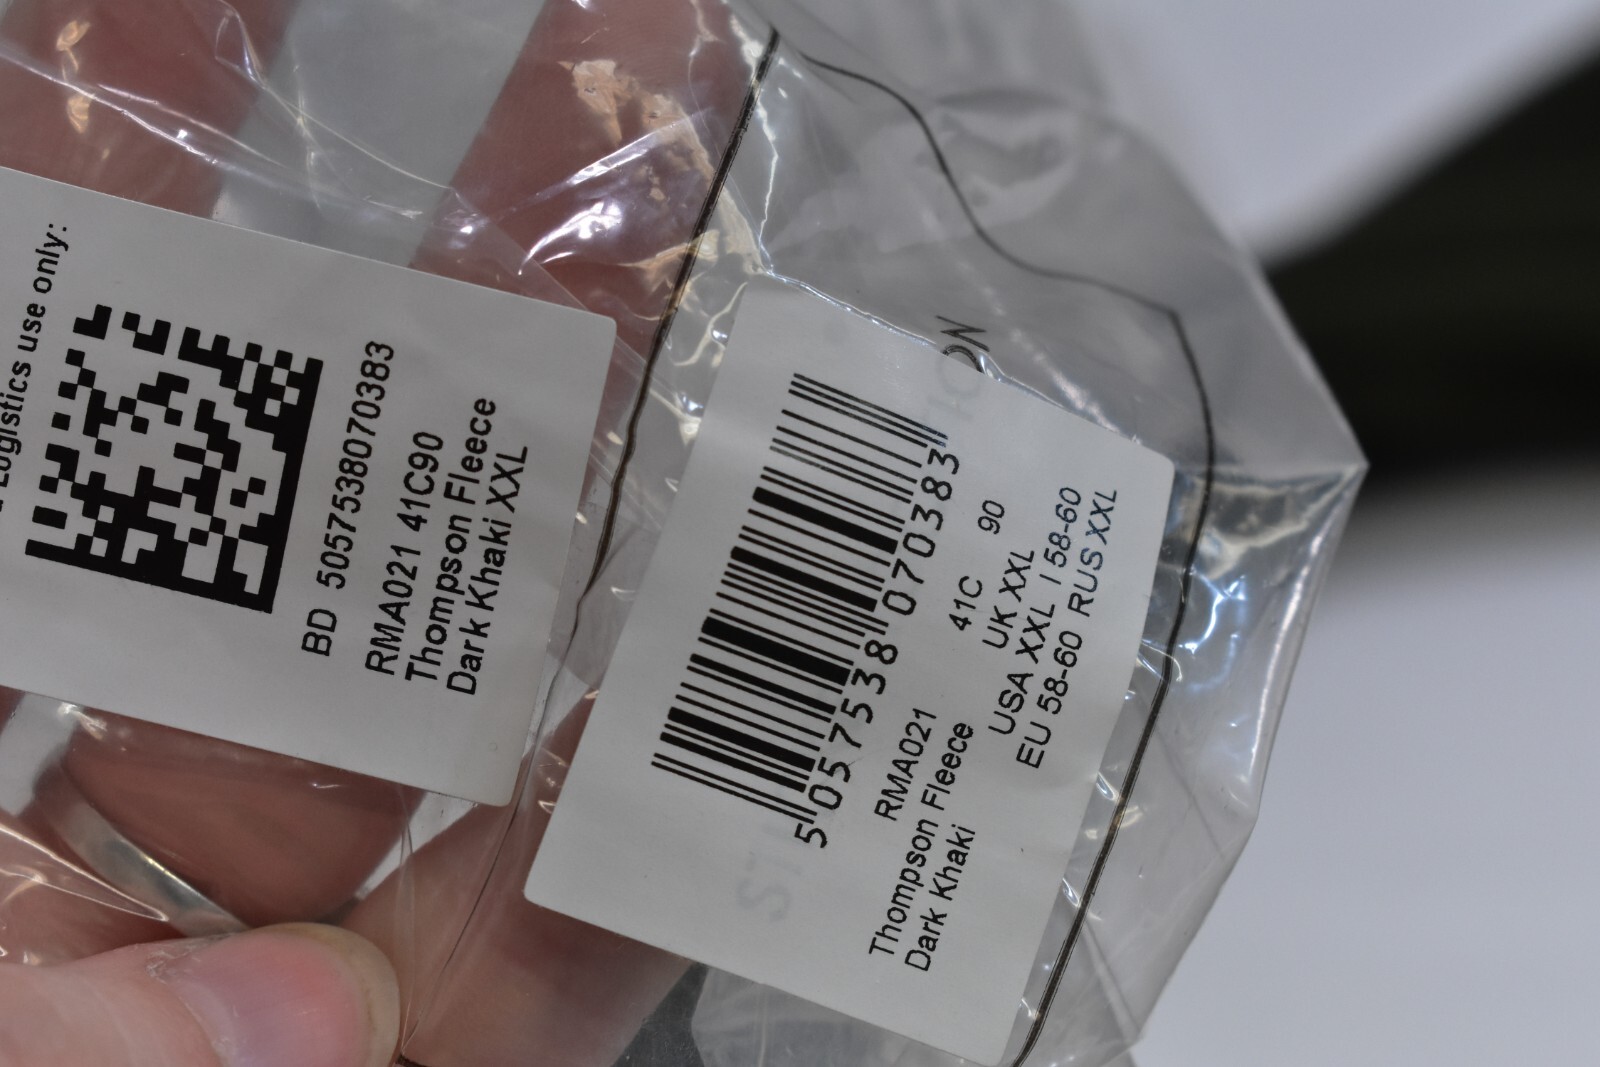 Logistics use only:
BD 5057538070383
RMA021 41C90
Thompson Fleece
Dark Khaki XXL
5 057538 070383
RMA021 41C 90
Thompson Fleece UK XXL
Dark Khaki USA XXL I 58-60
EU 58-60 RUS XXL